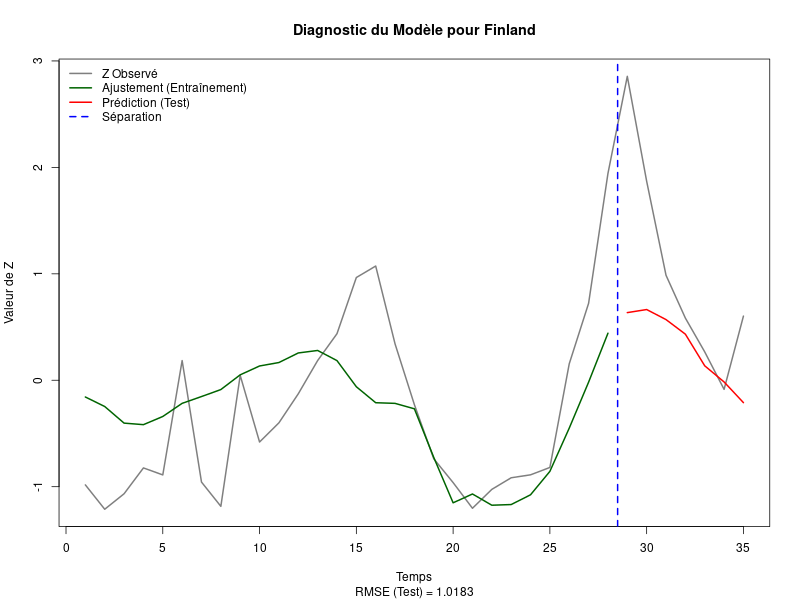 Diagnostic du Modèle pour Finland
Z Observé
Ajustement (Entraînement)
Prédiction (Test)
Séparation
Valeur de Z
3
2
1
0
-1
0 5 10 15 20 25 30 35
Temps
RMSE (Test) = 1.0183